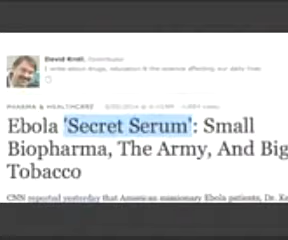 David Kroll, Contributor
I write about drugs, education & the science affecting our daily lives
PHARMA & HEALTHCARE
Ebola 'Secret Serum': Small
Biopharma, The Army, And Big
Tobacco
CNN reported yesterday that American missionary Ebola patients, Dr. Ke